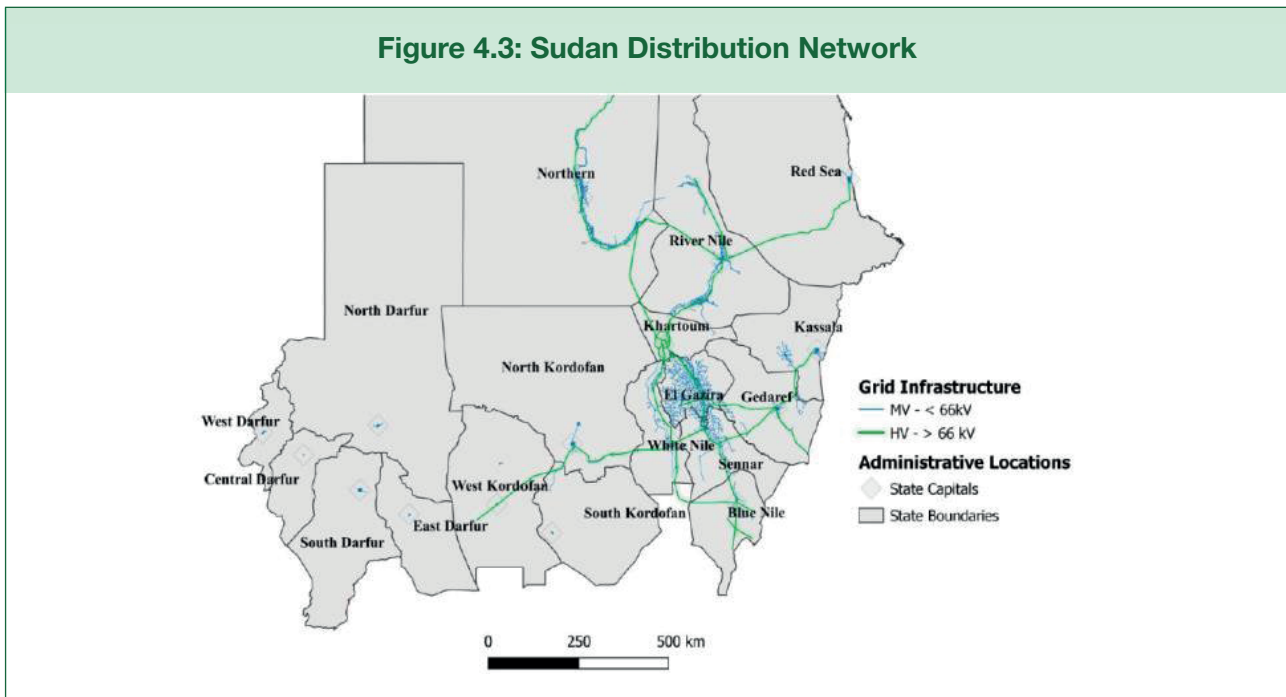 Figure 4.3: Sudan Distribution Network
Northern
Red Sea
River Nile
North Darfur
Khartoum
Kassala
North Kordofan
El Gazira
Gedaref
West Darfur
White Nile
Sennar
Central Darfur
West Kordofan
South Kordofan
Blue Nile
East Darfur
South Darfur
Grid Infrastructure
MV - < 66kV
HV - > 66 kV
Administrative Locations
State Capitals
State Boundaries
0 250 500 km